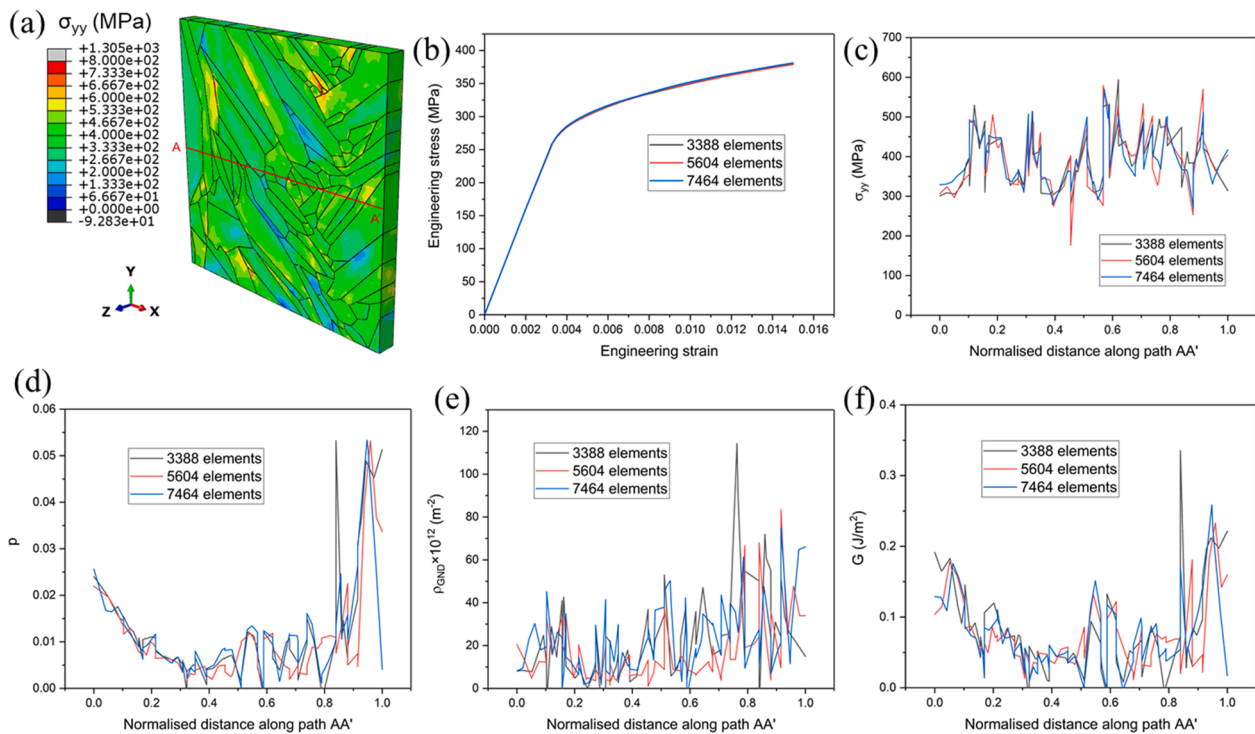 (a)
σyy (MPa)
+1.305e+03
+8.000e+02
+7.333e+02
+6.667e+02
+6.000e+02
+5.333e+02
+4.667e+02
+4.000e+02
+3.333e+02
+2.667e+02
+2.000e+02
+1.333e+02
+6.667e+01
+0.000e+00
-9.283e+01
A
A'
Y
Z
X
(b)
Engineering stress (MPa)
400
350
300
250
200
150
100
50
0
3388 elements
5604 elements
7464 elements
0.000 0.002 0.004 0.006 0.008 0.010 0.012 0.014 0.016
Engineering strain
(c)
σyy (MPa)
700
600
500
400
300
200
100
0
3388 elements
5604 elements
7464 elements
0.0 0.2 0.4 0.6 0.8 1.0
Normalised distance along path AA'
(d)
p
0.06
0.05
0.04
0.03
0.02
0.01
0.00
3388 elements
5604 elements
7464 elements
0.0 0.2 0.4 0.6 0.8 1.0
Normalised distance along path AA'
(e)
ρGND×10¹² (m⁻²)
120
100
80
60
40
20
0
3388 elements
5604 elements
7464 elements
0.0 0.2 0.4 0.6 0.8 1.0
Normalised distance along path AA'
(f)
G (J/m²)
0.4
0.3
0.2
0.1
0.0
3388 elements
5604 elements
7464 elements
0.0 0.2 0.4 0.6 0.8 1.0
Normalised distance along path AA'